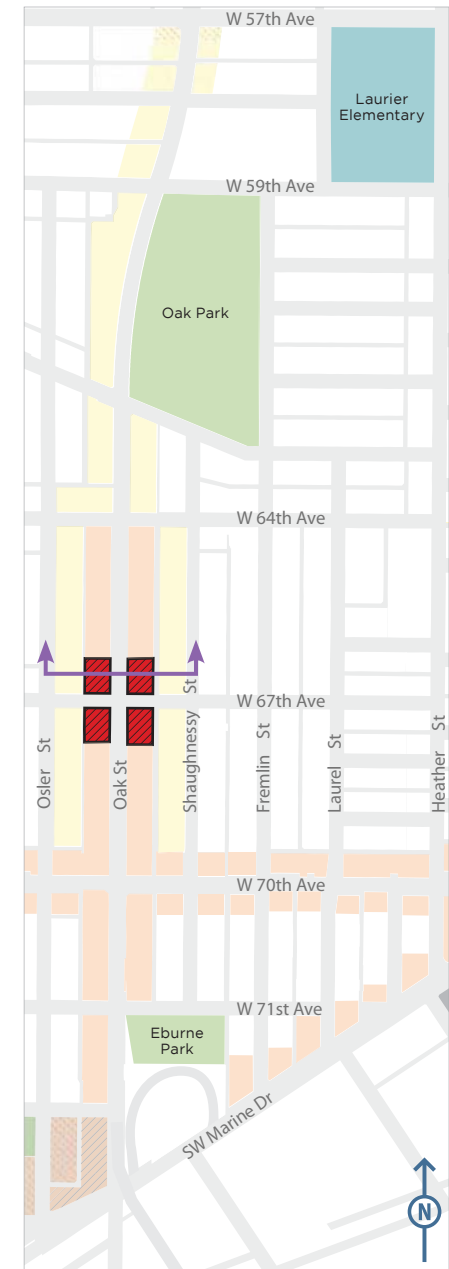 W 57th Ave
Laurier
Elementary
W 59th Ave
Oak Park
W 64th Ave
W 67th Ave
Osler St
Oak St
Shaughnessy St
Fremlin St
Laurel St
Heather St
W 70th Ave
W 71st Ave
Eburne
Park
SW Marine Dr
N